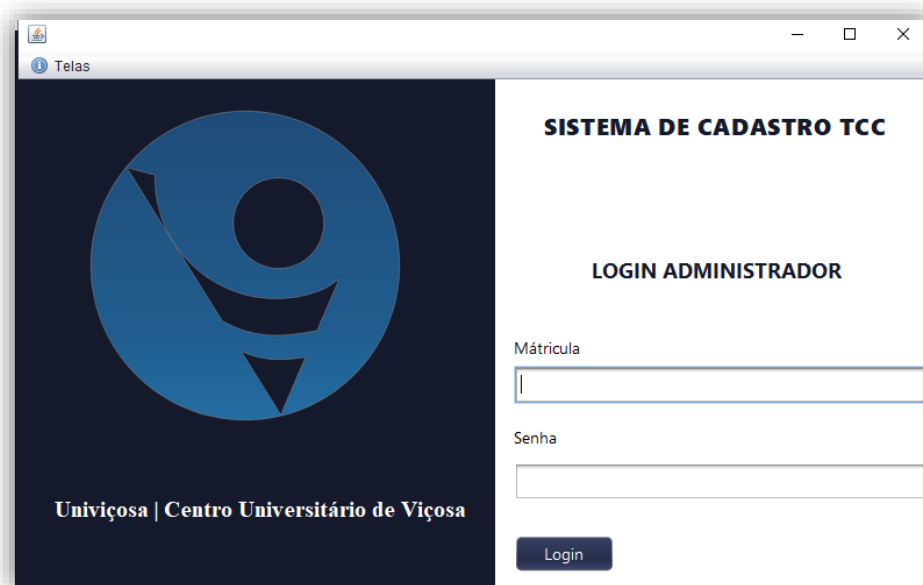 Telas
SISTEMA DE CADASTRO TCC
LOGIN ADMINISTRADOR
Mátricula
Senha
Login
Univiçosa | Centro Universitário de Viçosa